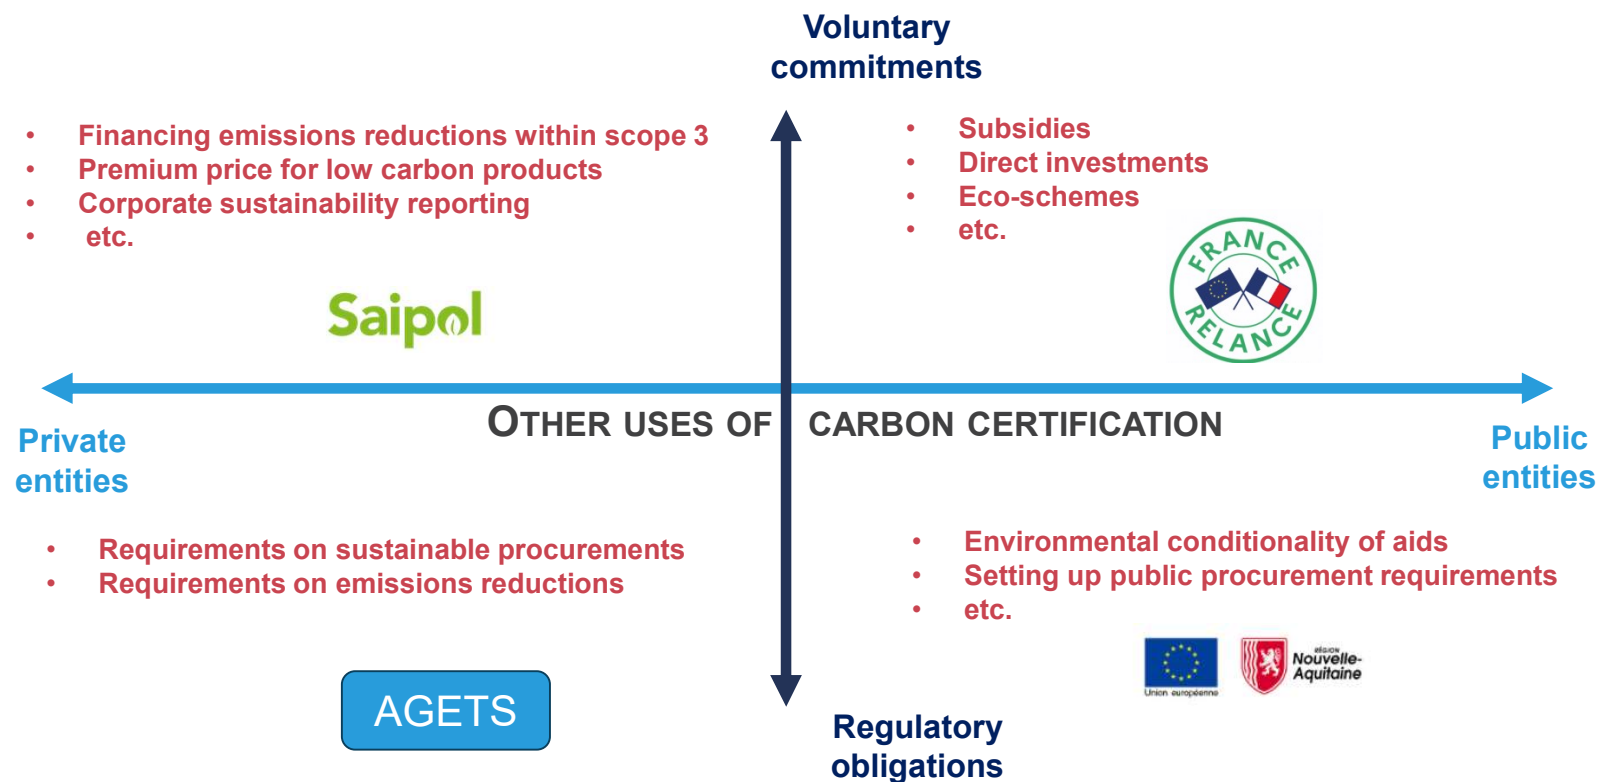 Voluntary
commitments
• Financing emissions reductions within scope 3
• Premium price for low carbon products
• Corporate sustainability reporting
• etc.
Saipol
• Subsidies
• Direct investments
• Eco-schemes
• etc.
FRANCE
RELANCE
OTHER USES OF CARBON CERTIFICATION
Private
entities
Public
entities
• Requirements on sustainable procurements
• Requirements on emissions reductions
AGETS
• Environmental conditionality of aids
• Setting up public procurement requirements
• etc.
Union européenne
RÉGION
Nouvelle-
Aquitaine
Regulatory
obligations